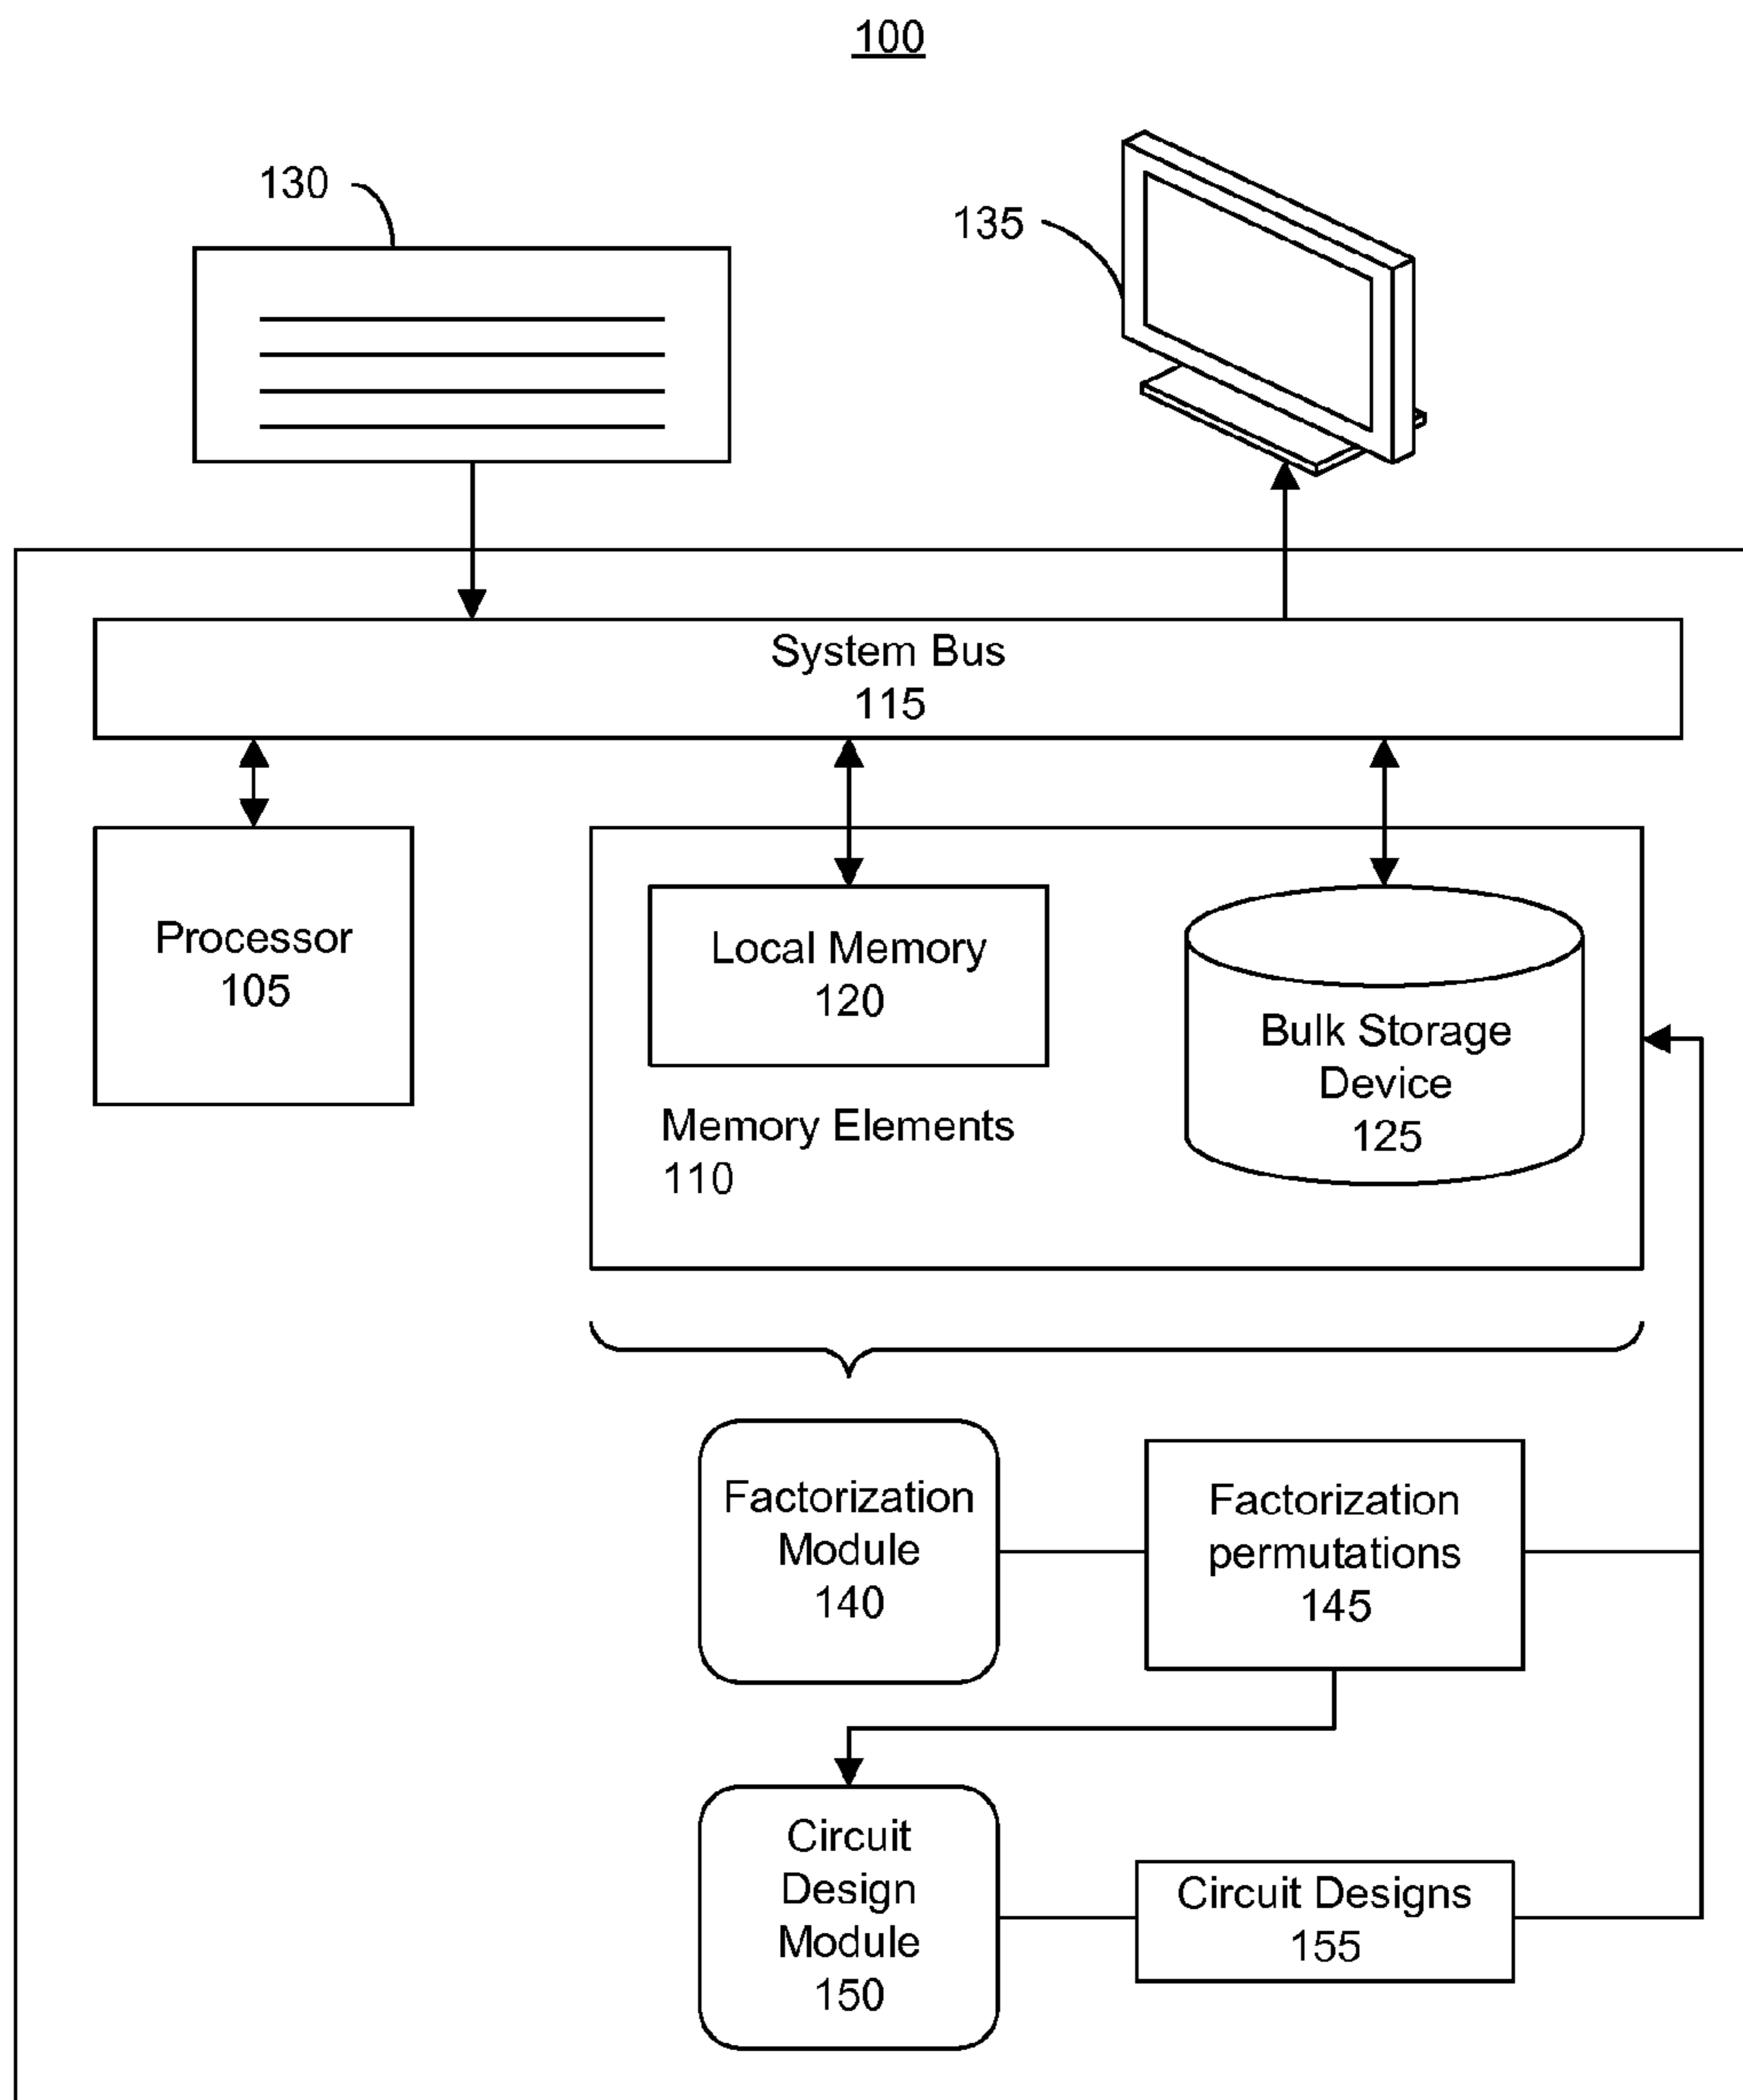 100
130
135
System Bus
115
Processor
105
Local Memory
120
Memory Elements
110
Bulk Storage
Device
125
Factorization
Module
140
Factorization
permutations
145
Circuit
Design
Module
150
Circuit Designs
155